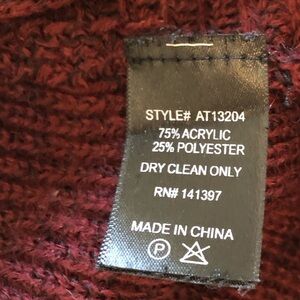 STYLE# AT13204
75% ACRYLIC
25% POLYESTER
DRY CLEAN ONLY
RN# 141397
MADE IN CHINA
P